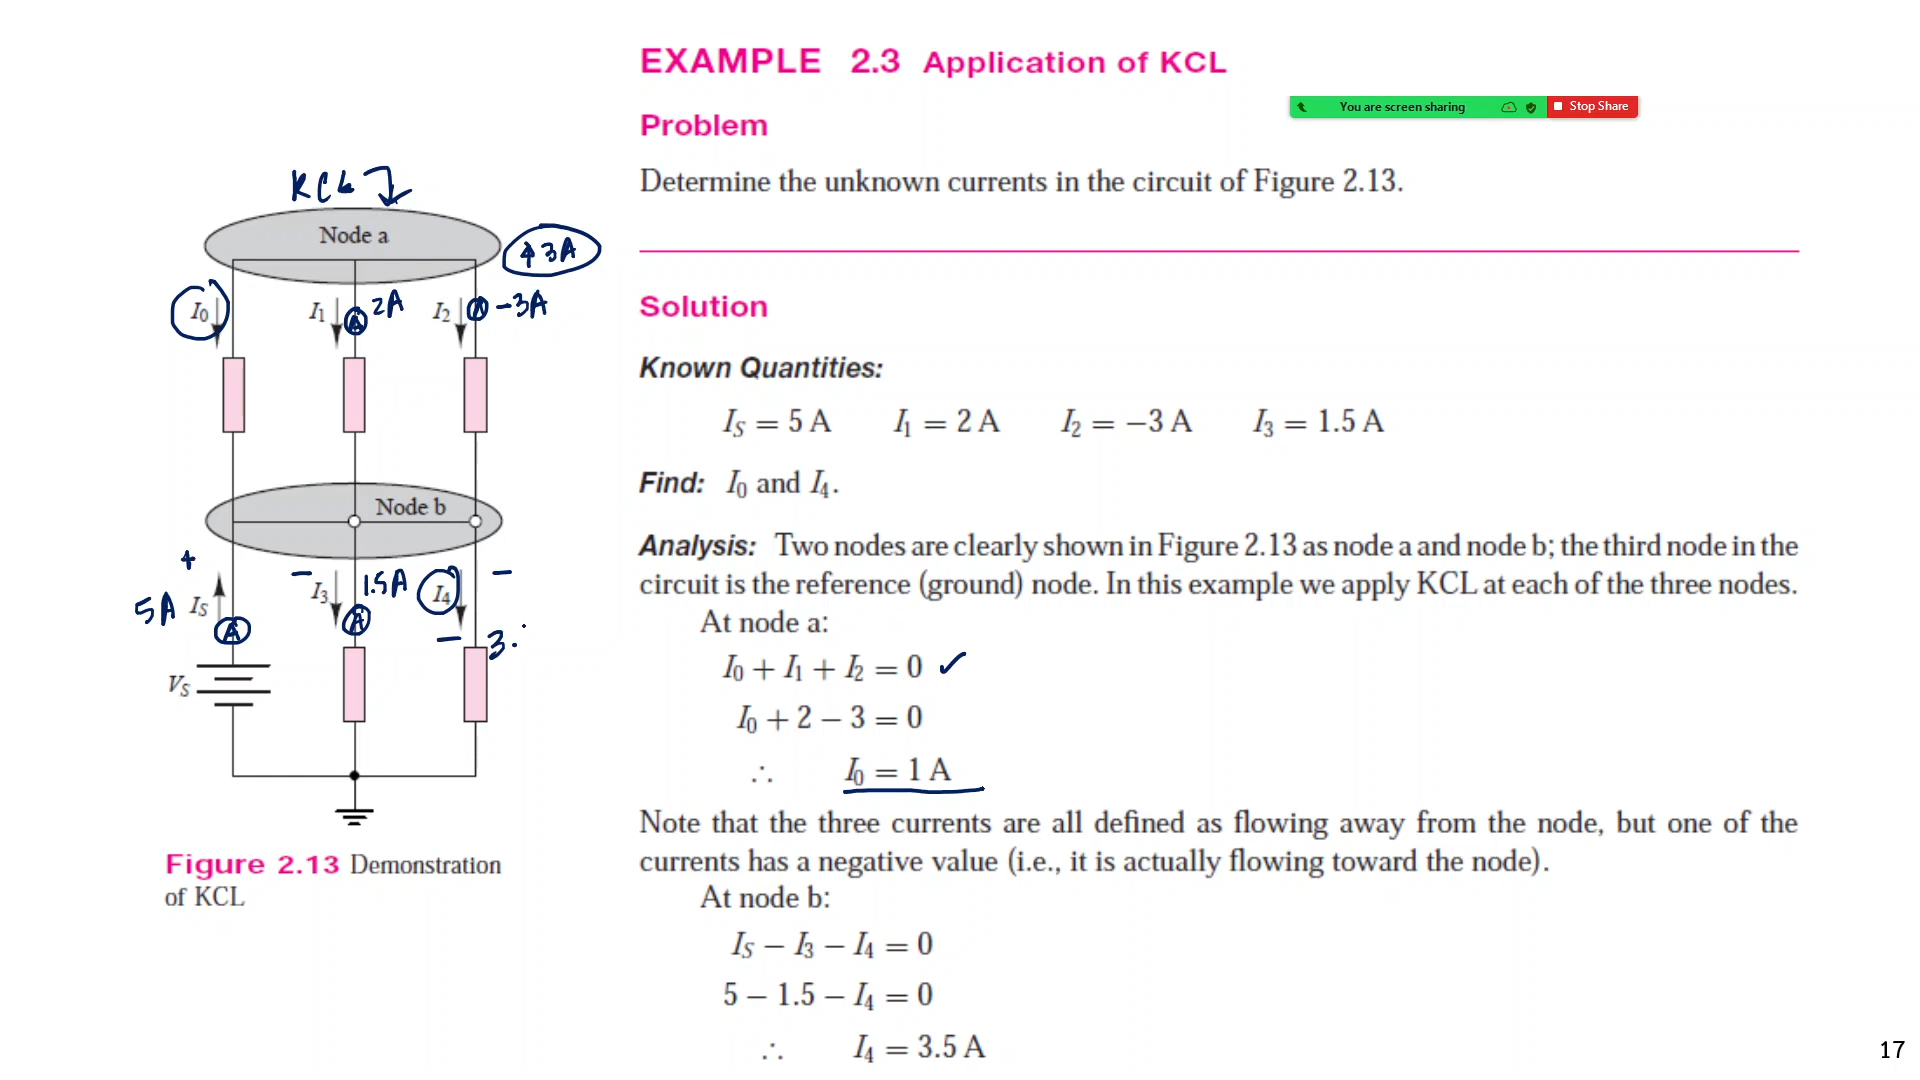 EXAMPLE 2.3 Application of KCL
You are screen sharing
Stop Share
Problem
Determine the unknown currents in the circuit of Figure 2.13.
KCL
Node a
↑3A
I₀
I₁
2A
I₂
A
-3A
A
Node b
+
5A
I_S
A
−
I₃
1.5A
A
I₄
−
−
3.
V_S
Figure 2.13 Demonstration
of KCL
Solution
Known Quantities:
I_S = 5 A I₁ = 2 A I₂ = −3 A I₃ = 1.5 A
Find: I₀ and I₄.
Analysis: Two nodes are clearly shown in Figure 2.13 as node a and node b; the third node in the
circuit is the reference (ground) node. In this example we apply KCL at each of the three nodes.
At node a:
I₀ + I₁ + I₂ = 0 ✓
I₀ + 2 − 3 = 0
∴ I₀ = 1 A
Note that the three currents are all defined as flowing away from the node, but one of the
currents has a negative value (i.e., it is actually flowing toward the node).
At node b:
I_S − I₃ − I₄ = 0
5 − 1.5 − I₄ = 0
∴ I₄ = 3.5 A
17